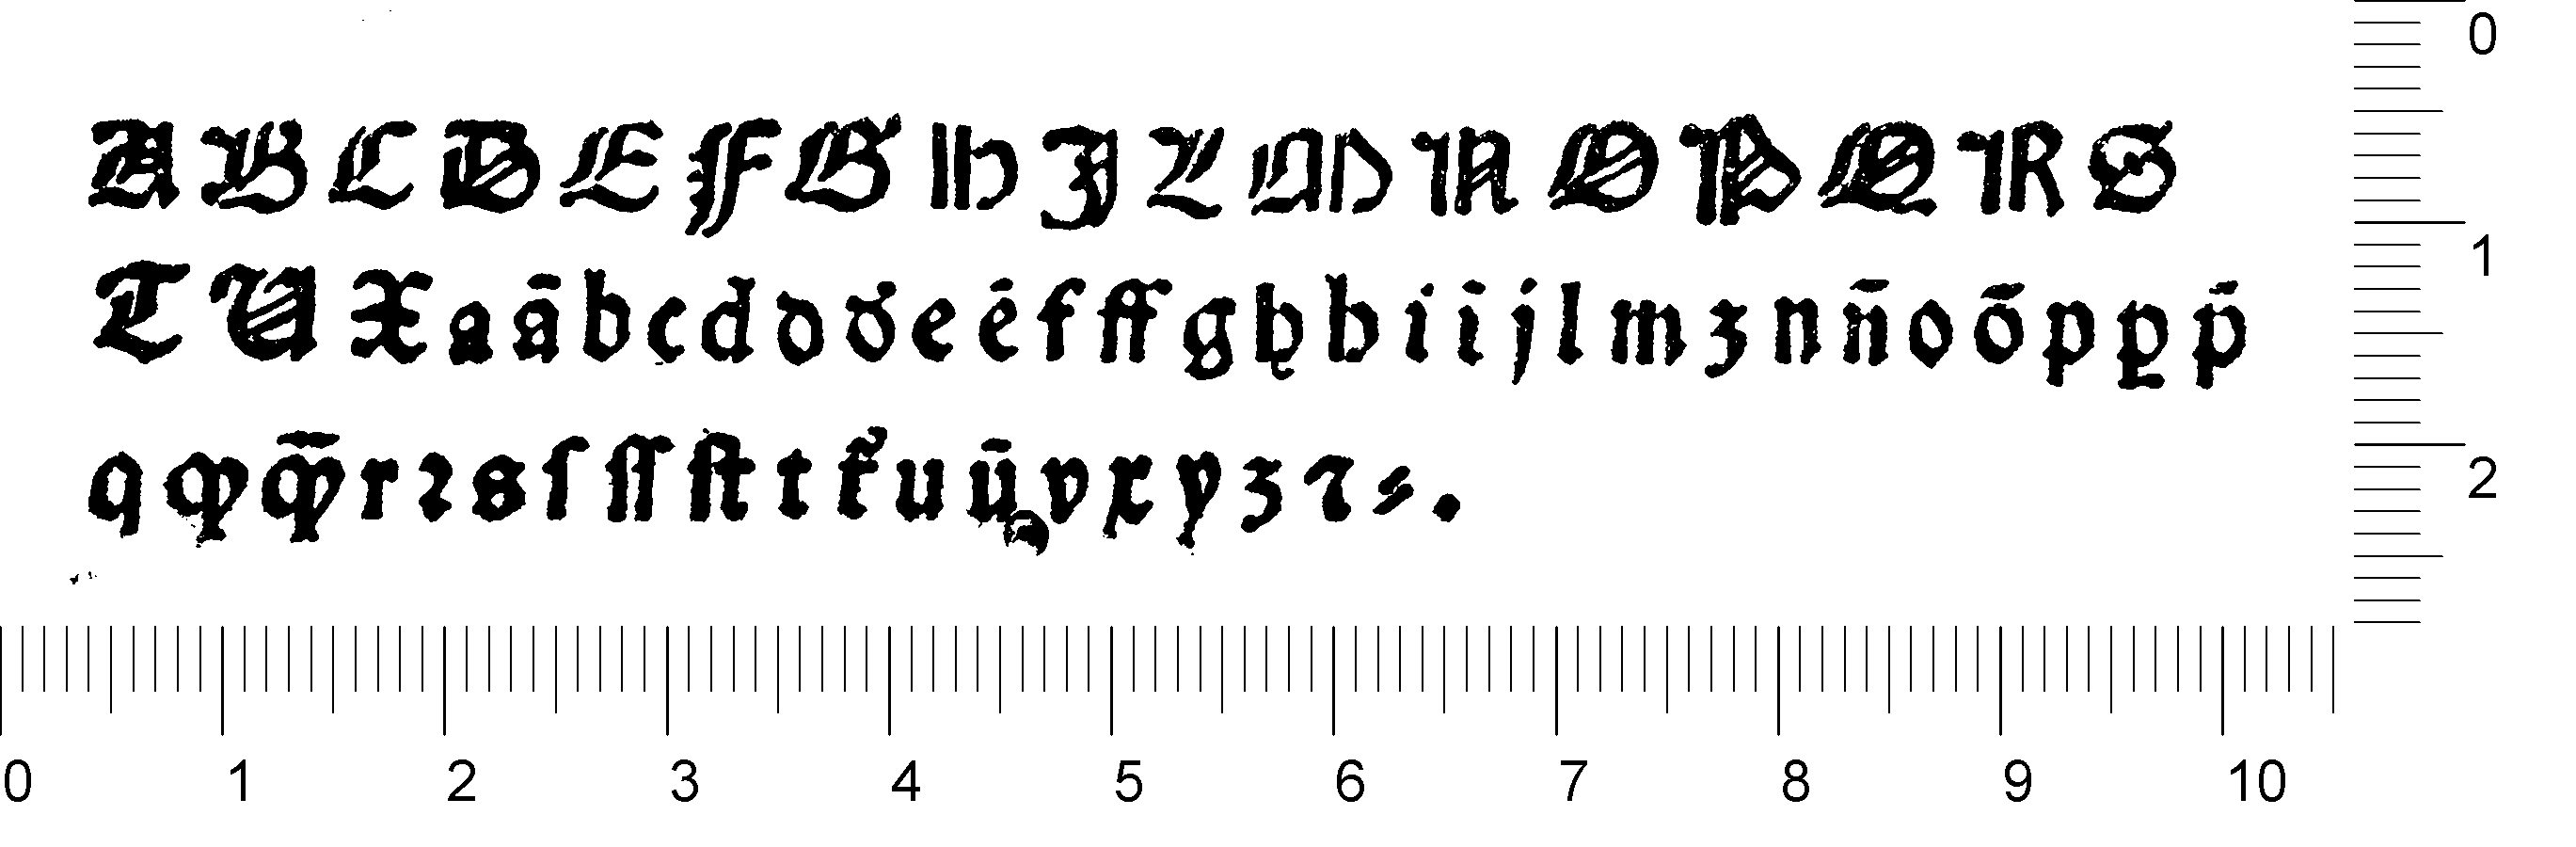 A B C D E F G H I L M N O P Q R S
T U X a ā b c d d đ e ē f ff g ḥ h i ī j l m ꝫ n n̄ o ō p ꝑ p̄
q ꝙ ꝙ̄ r ꝛ s ſ ſſ ſt t t᷑ u ū v x y z ꝛ ⸗ .
0 1 2 3 4 5 6 7 8 9 10
0
1
2